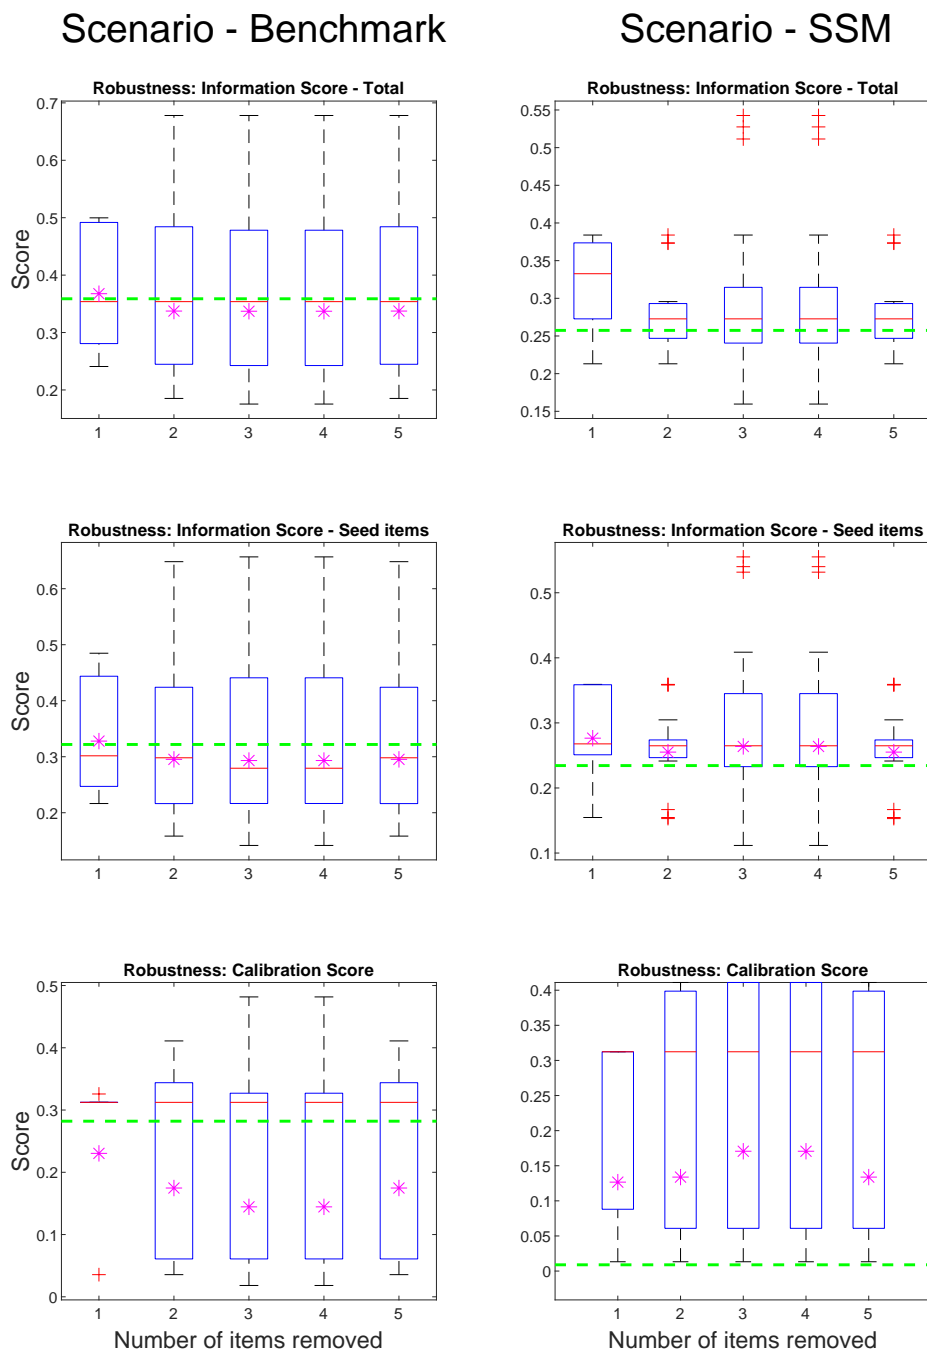 Scenario - Benchmark
Scenario - SSM
Robustness: Information Score - Total
0.7
0.6
0.5
0.4
0.3
0.2
Score
1 2 3 4 5
Robustness: Information Score - Total
0.55
0.5
0.45
0.4
0.35
0.3
0.25
0.2
0.15
1 2 3 4 5
Robustness: Information Score - Seed items
0.6
0.5
0.4
0.3
0.2
Score
1 2 3 4 5
Robustness: Information Score - Seed items
0.5
0.4
0.3
0.2
0.1
1 2 3 4 5
Robustness: Calibration Score
0.5
0.4
0.3
0.2
0.1
0
Score
1 2 3 4 5
Number of items removed
Robustness: Calibration Score
0.4
0.35
0.3
0.25
0.2
0.15
0.1
0.05
0
1 2 3 4 5
Number of items removed